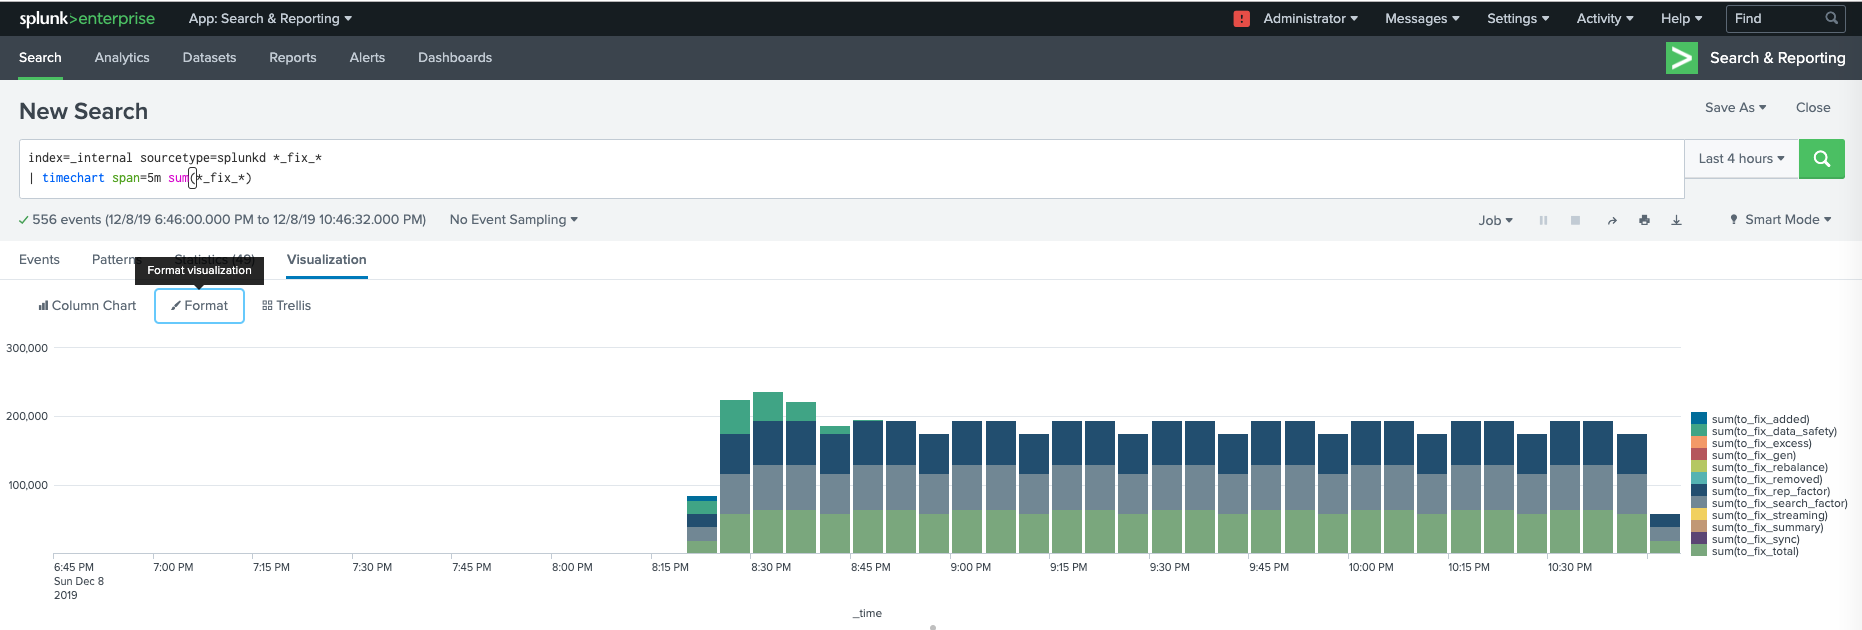 splunk>enterprise App: Search & Reporting ! Administrator Messages Settings Activity Help Find
Search Analytics Datasets Reports Alerts Dashboards Search & Reporting
New Search Save As Close
index=_internal sourcetype=splunkd *_fix_*
| timechart span=5m sum(*_fix_*)
Last 4 hours
556 events (12/8/19 6:46:00.000 PM to 12/8/19 10:46:32.000 PM) No Event Sampling Job Smart Mode
Events Patterns Statistics (49) Visualization
Format visualization
Column Chart Format Trellis
300,000
200,000
100,000
sum(to_fix_added)
sum(to_fix_data_safety)
sum(to_fix_excess)
sum(to_fix_gen)
sum(to_fix_rebalance)
sum(to_fix_removed)
sum(to_fix_rep_factor)
sum(to_fix_search_factor)
sum(to_fix_streaming)
sum(to_fix_summary)
sum(to_fix_sync)
sum(to_fix_total)
6:45 PM 7:00 PM 7:15 PM 7:30 PM 7:45 PM 8:00 PM 8:15 PM 8:30 PM 8:45 PM 9:00 PM 9:15 PM 9:30 PM 9:45 PM 10:00 PM 10:15 PM 10:30 PM
Sun Dec 8
2019
_time